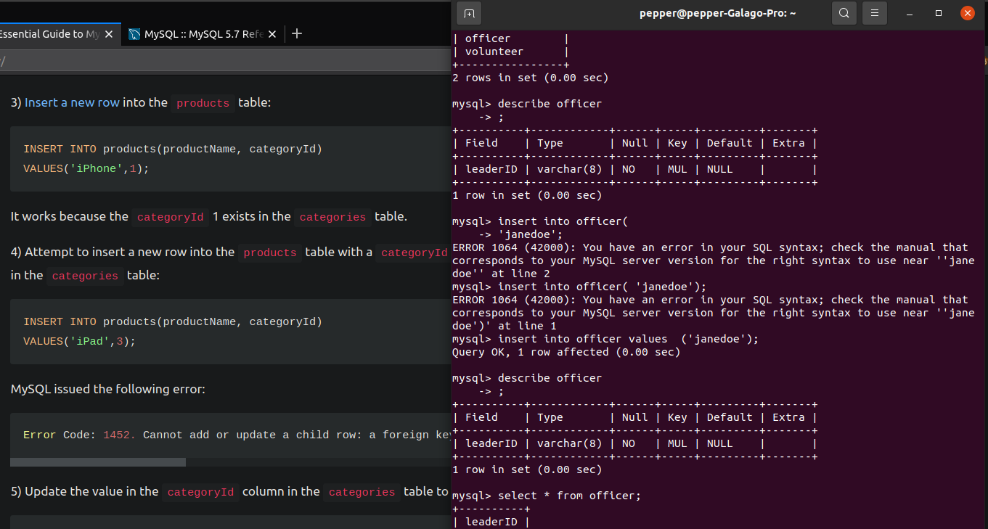 Essential Guide to My
MySQL :: MySQL 5.7 Refe
/
3) Insert a new row into the products table:
INSERT INTO products(productName, categoryId)
VALUES('iPhone',1);
It works because the categoryId 1 exists in the categories table.
4) Attempt to insert a new row into the products table with a categoryId
in the categories table:
INSERT INTO products(productName, categoryId)
VALUES('iPad',3);
MySQL issued the following error:
Error Code: 1452. Cannot add or update a child row: a foreign key
5) Update the value in the categoryId column in the categories table to
pepper@pepper-Galago-Pro: ~
| officer        |
| volunteer      |
+----------------+
2 rows in set (0.00 sec)
mysql> describe officer
    -> ;
+----------+------------+------+-----+---------+-------+
| Field    | Type       | Null | Key | Default | Extra |
+----------+------------+------+-----+---------+-------+
| leaderID | varchar(8) | NO   | MUL | NULL    |       |
+----------+------------+------+-----+---------+-------+
1 row in set (0.00 sec)
mysql> insert into officer(
    -> 'janedoe';
ERROR 1064 (42000): You have an error in your SQL syntax; check the manual that
corresponds to your MySQL server version for the right syntax to use near ''jane
doe'' at line 2
mysql> insert into officer( 'janedoe');
ERROR 1064 (42000): You have an error in your SQL syntax; check the manual that
corresponds to your MySQL server version for the right syntax to use near ''jane
doe')' at line 1
mysql> insert into officer values  ('janedoe');
Query OK, 1 row affected (0.00 sec)
mysql> describe officer
    -> ;
+----------+------------+------+-----+---------+-------+
| Field    | Type       | Null | Key | Default | Extra |
+----------+------------+------+-----+---------+-------+
| leaderID | varchar(8) | NO   | MUL | NULL    |       |
+----------+------------+------+-----+---------+-------+
1 row in set (0.00 sec)
mysql> select * from officer;
+----------+
| leaderID |